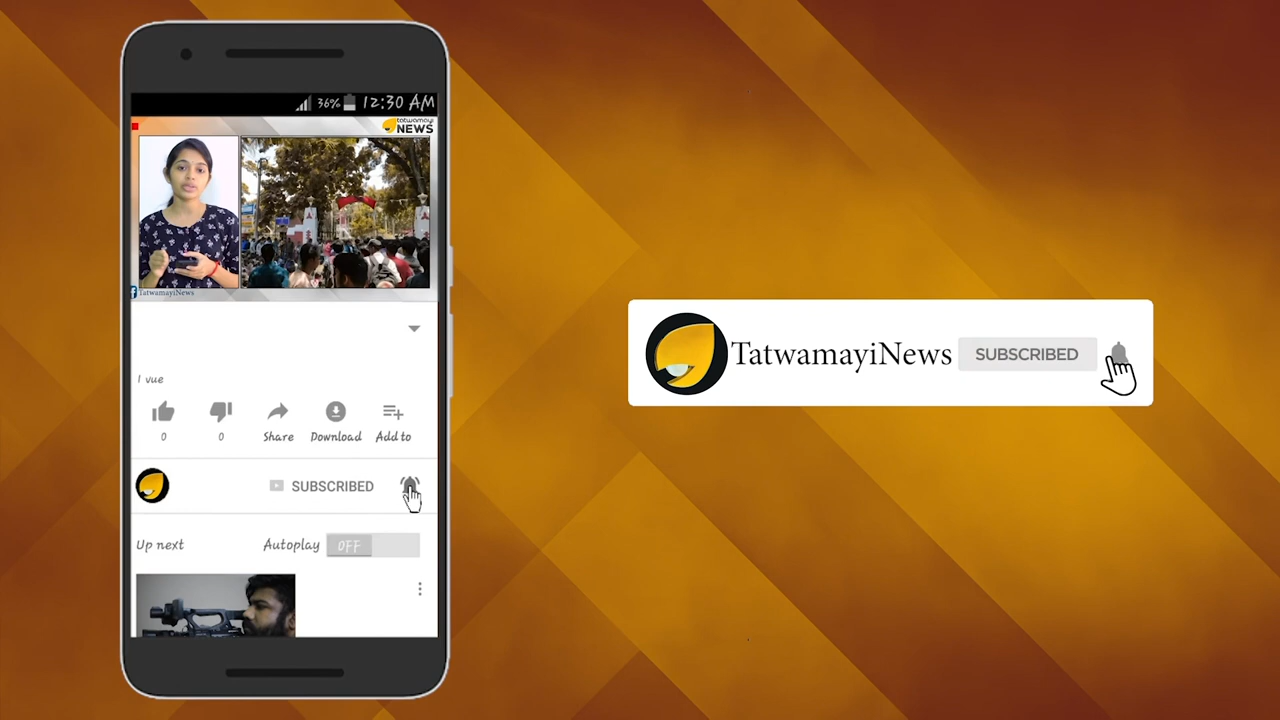 36% 12:30 AM
tatwamayi
NEWS
TatwamayiNews
1 vue
0 0 Share Download Add to
SUBSCRIBED
Up next Autoplay OFF
TatwamayiNews SUBSCRIBED